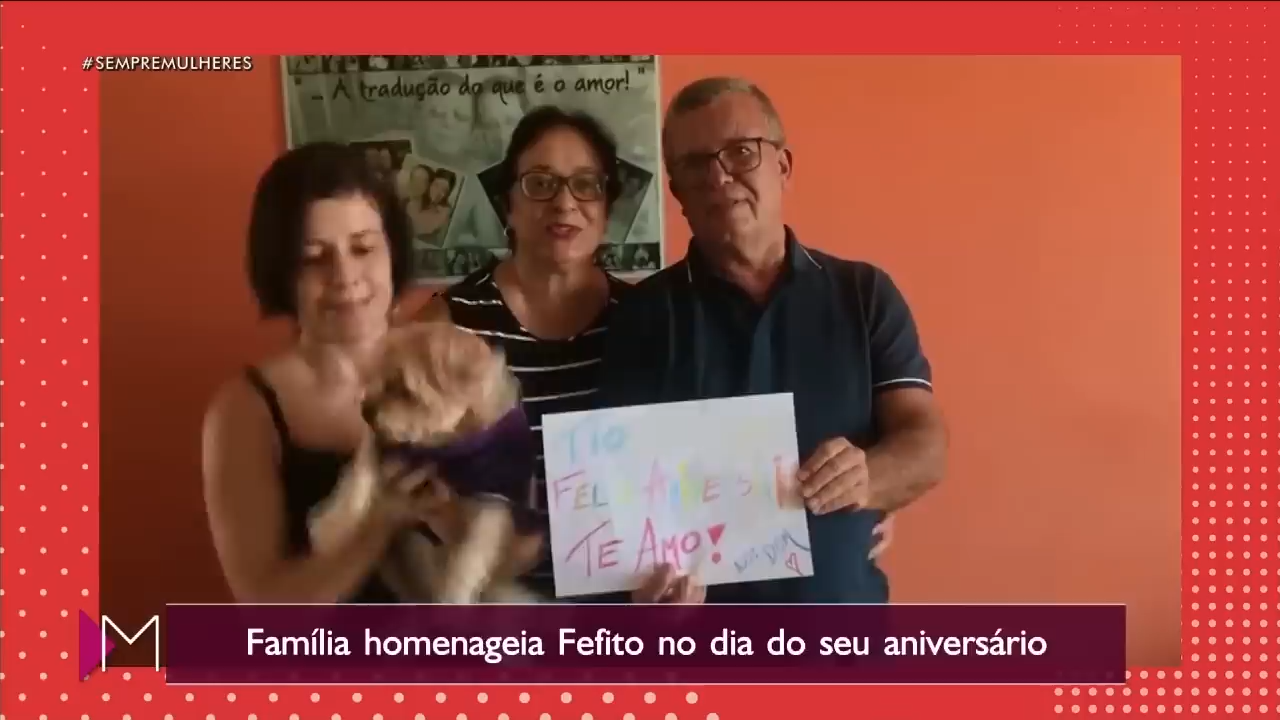 #SEMPREMULHERES
"... A tradução do que é o amor!"
TIO
TE AMO!
M
Família homenageia Fefito no dia do seu aniversário